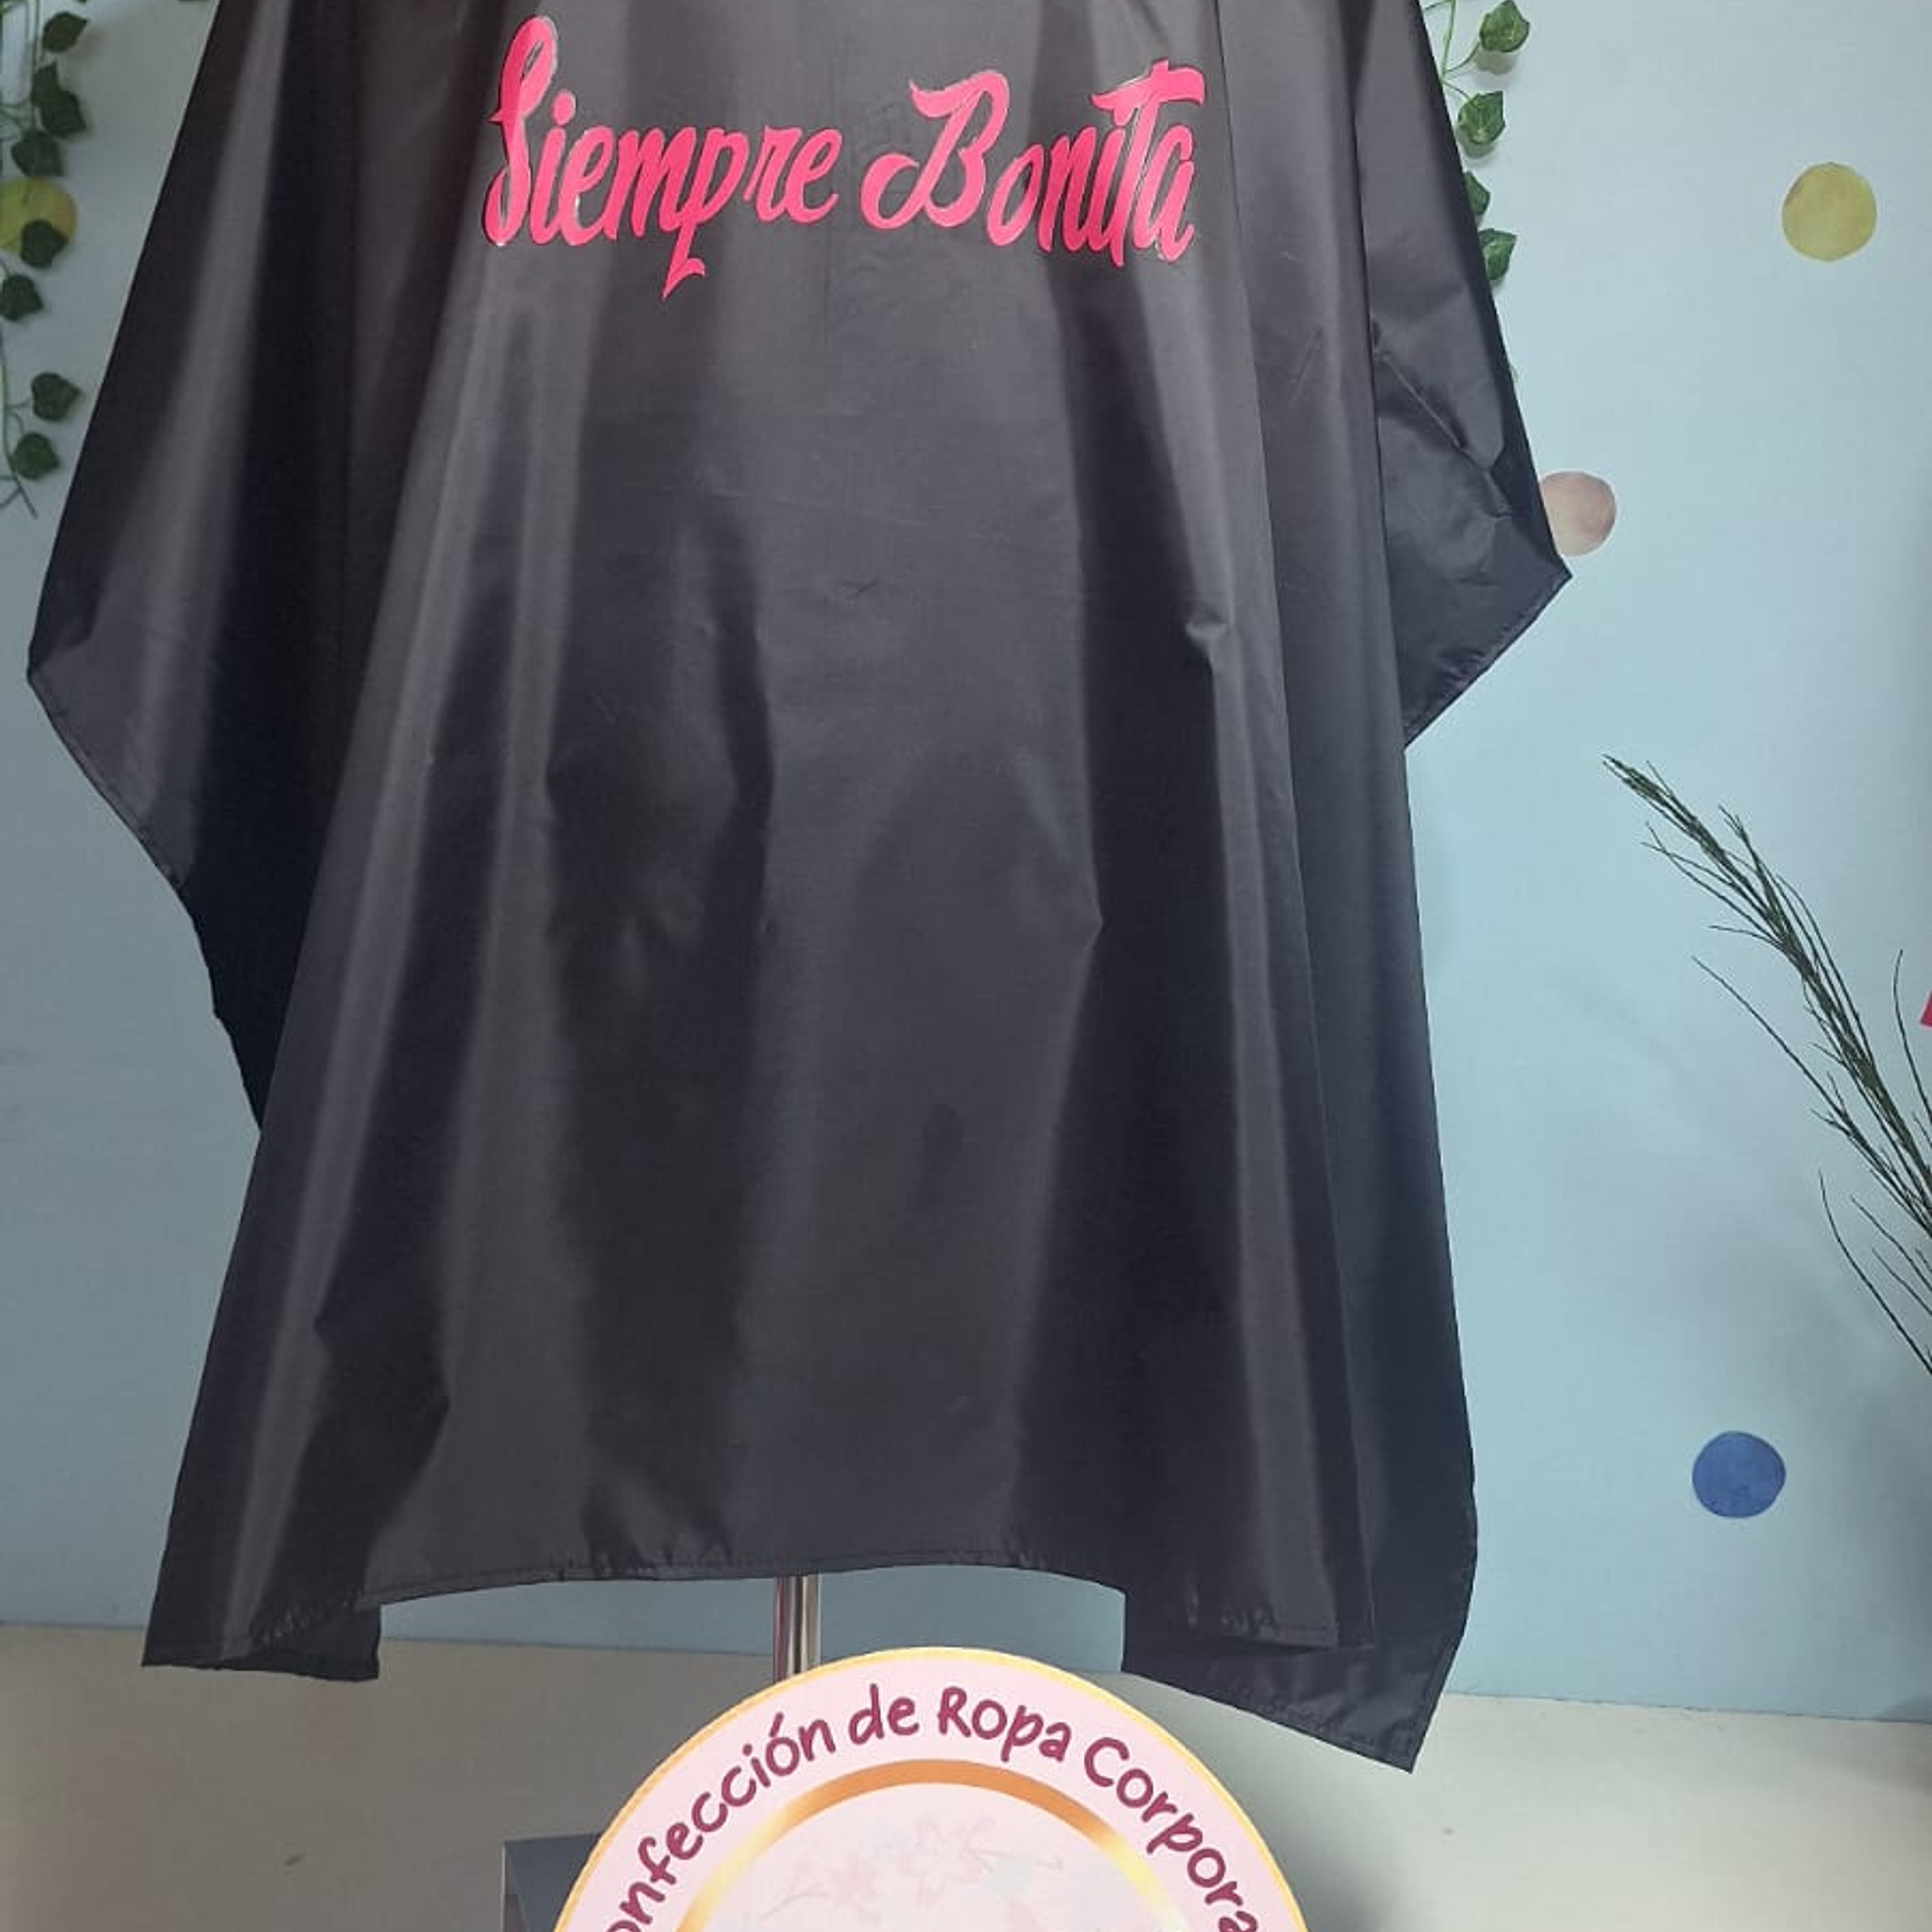 Siempre Bonita
onfección de Ropa Corpora